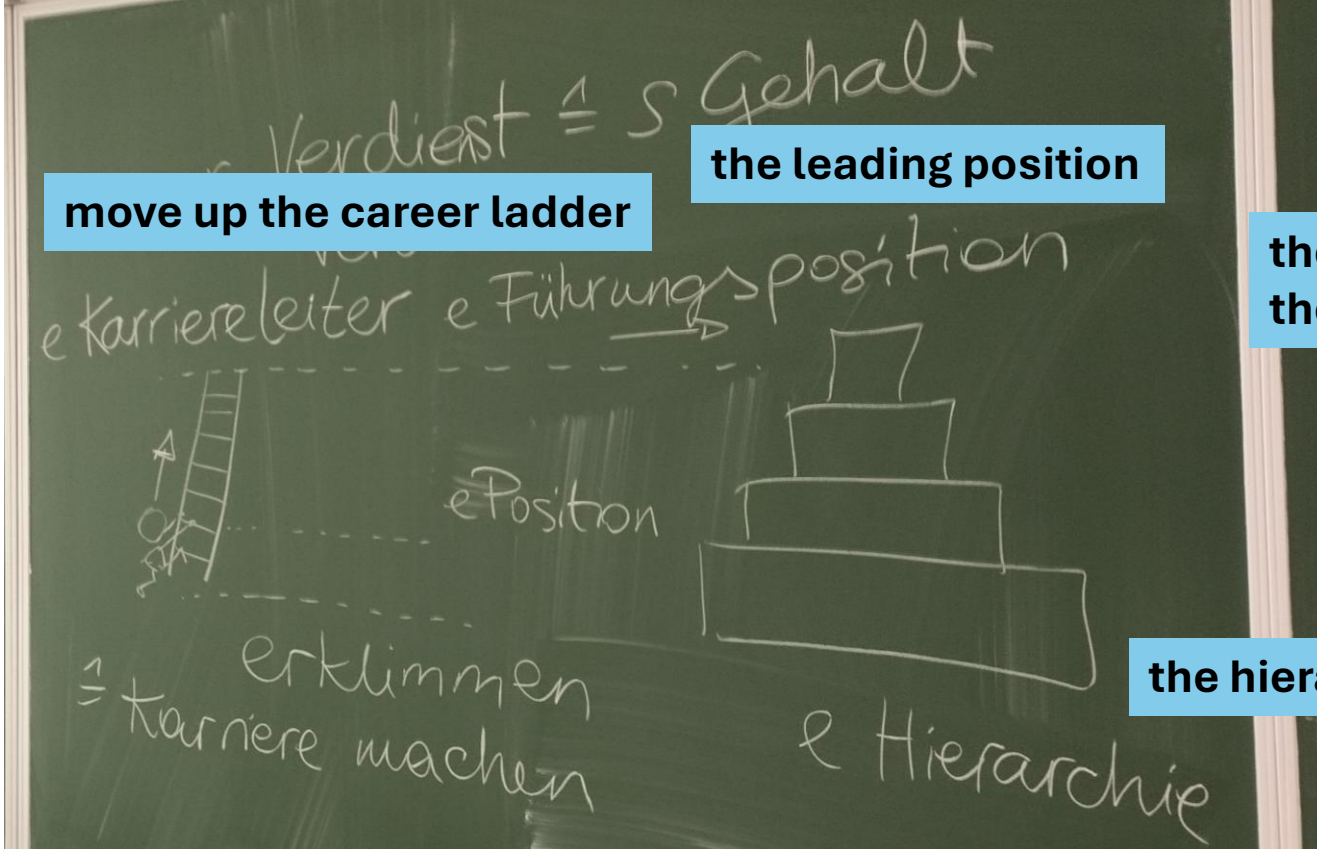 r Verdienst ≙ s Gehalt
the leading position
move up the career ladder
e Karriereleiter e Führungsposition
e Position
erklimmen
≙ Karriere machen
e Hierarchie